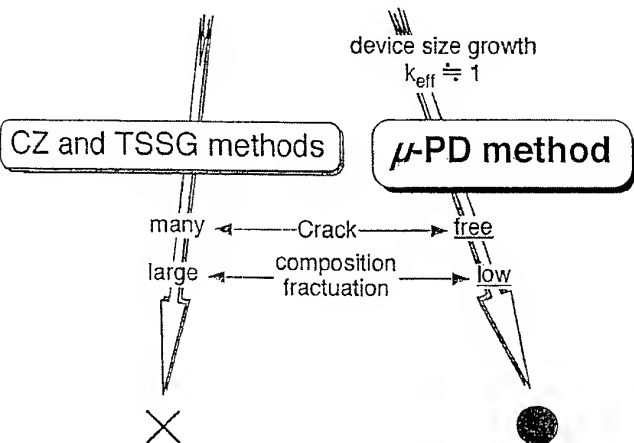 device size growth
keff ≒ 1
CZ and TSSG methods
μ-PD method
many
Crack
free
large
composition
fractuation
low